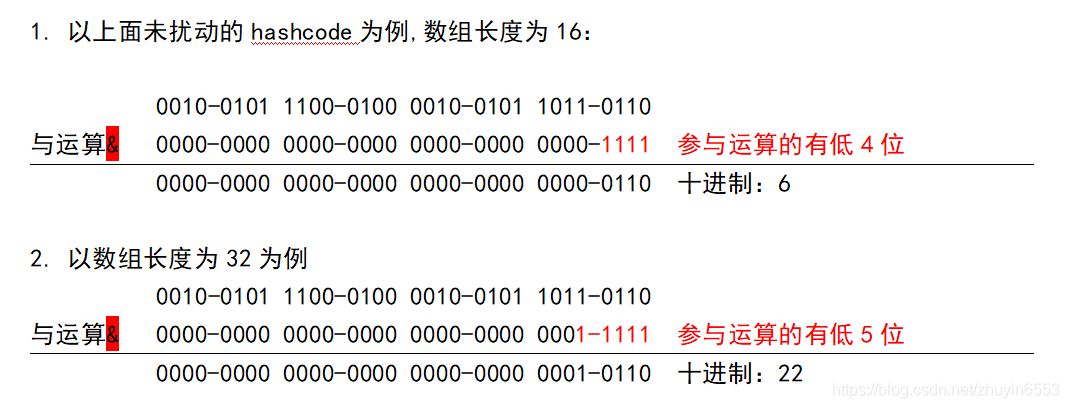 1. 以上面未扰动的 hashcode 为例,数组长度为 16：
0010-0101 1100-0100 0010-0101 1011-0110
与运算& 0000-0000 0000-0000 0000-0000 0000-1111 参与运算的有低 4 位
0000-0000 0000-0000 0000-0000 0000-0110 十进制：6
2. 以数组长度为 32 为例
0010-0101 1100-0100 0010-0101 1011-0110
与运算& 0000-0000 0000-0000 0000-0000 0001-1111 参与运算的有低 5 位
0000-0000 0000-0000 0000-0000 0001-0110 十进制：22
https://blog.csdn.net/zhuyin6553